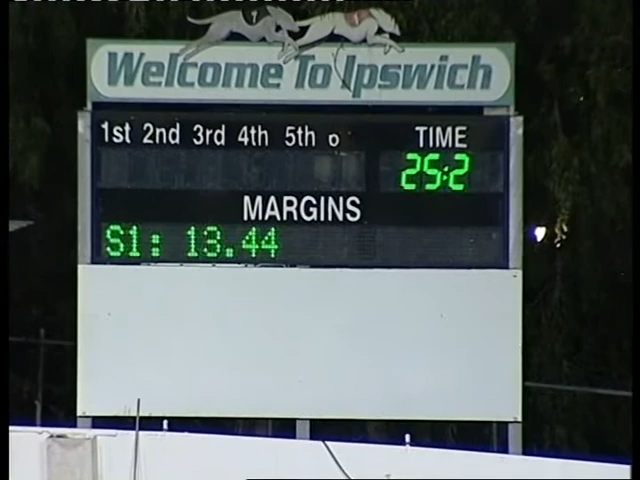 Welcome To Ipswich
1st 2nd 3rd 4th 5th o TIME
25:2
MARGINS
S1: 13.44